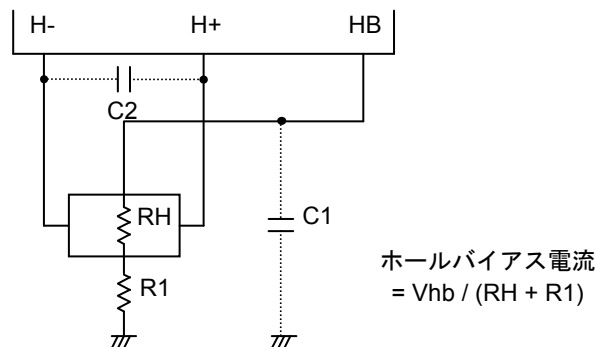 H-
H+
HB
C2
RH
C1
R1
ホールバイアス電流
= Vhb / (RH + R1)